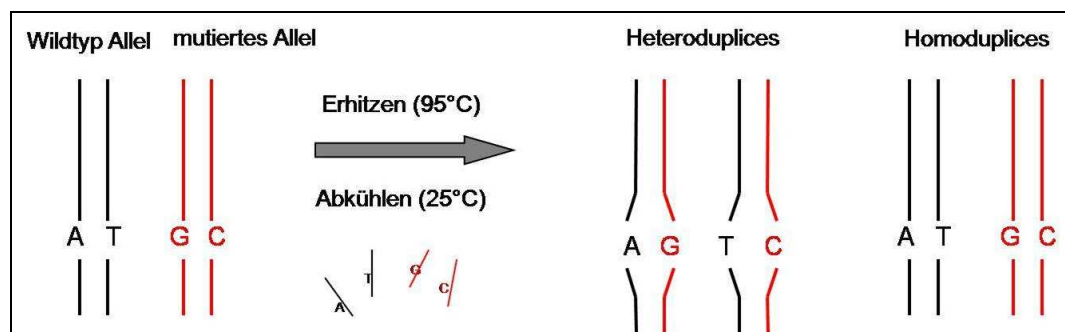 Wildtyp Allel mutiertes Allel Heteroduplices Homoduplices
Erhitzen (95°C)
Abkühlen (25°C)
A T G C A G T C A T G C
T G C
A